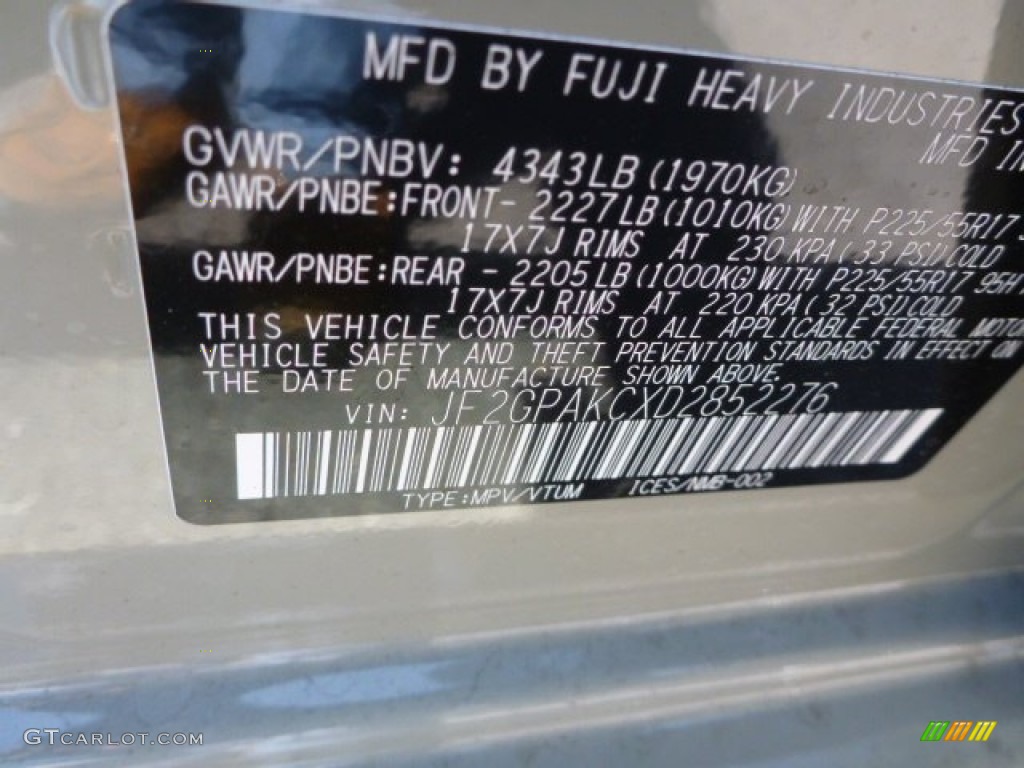 MFD BY FUJI HEAVY INDUSTRIES
MFD IN
GVWR/PNBV: 4343LB (1970KG)
GAWR/PNBE:FRONT- 2227LB(1010KG)WITH P225/55R17
17X7J RIMS AT 230 KPA( 33 PSI)COLD
GAWR/PNBE:REAR - 2205LB(1000KG)WITH P225/55R17 95H
17X7J RIMS AT 220 KPA( 32 PSI)COLD
THIS VEHICLE CONFORMS TO ALL APPLICABLE FEDERAL MOTOR
VEHICLE SAFETY AND THEFT PREVENTION STANDARDS IN EFFECT ON
THE DATE OF MANUFACTURE SHOWN ABOVE.
VIN: JF2GPAKCXD2852276
TYPE:MPV/VTUM ICES/NMB-002
GTCARLOT.COM